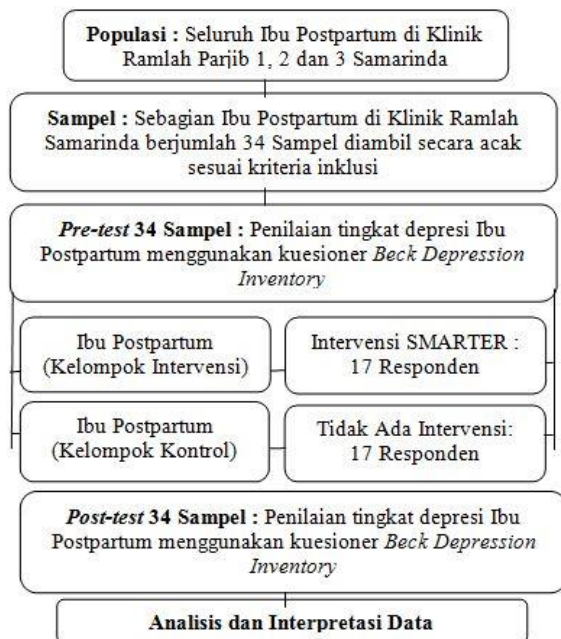 Populasi : Seluruh Ibu Postpartum di Klinik
Ramlah Parjib 1, 2 dan 3 Samarinda
Sampel : Sebagian Ibu Postpartum di Klinik Ramlah
Samarinda berjumlah 34 Sampel diambil secara acak
sesuai kriteria inklusi
Pre-test 34 Sampel : Penilaian tingkat depresi Ibu
Postpartum menggunakan kuesioner Beck Depression
Inventory
Ibu Postpartum
(Kelompok Intervensi)
Intervensi SMARTER :
17 Responden
Ibu Postpartum
(Kelompok Kontrol)
Tidak Ada Intervensi:
17 Responden
Post-test 34 Sampel : Penilaian tingkat depresi Ibu
Postpartum menggunakan kuesioner Beck Depression
Inventory
Analisis dan Interpretasi Data